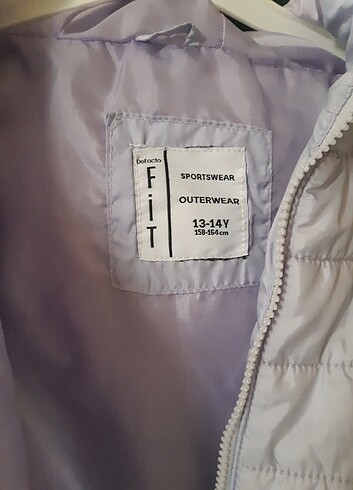 DeFacto
FiT
SPORTSWEAR
OUTERWEAR
13-14Y
158-164cm